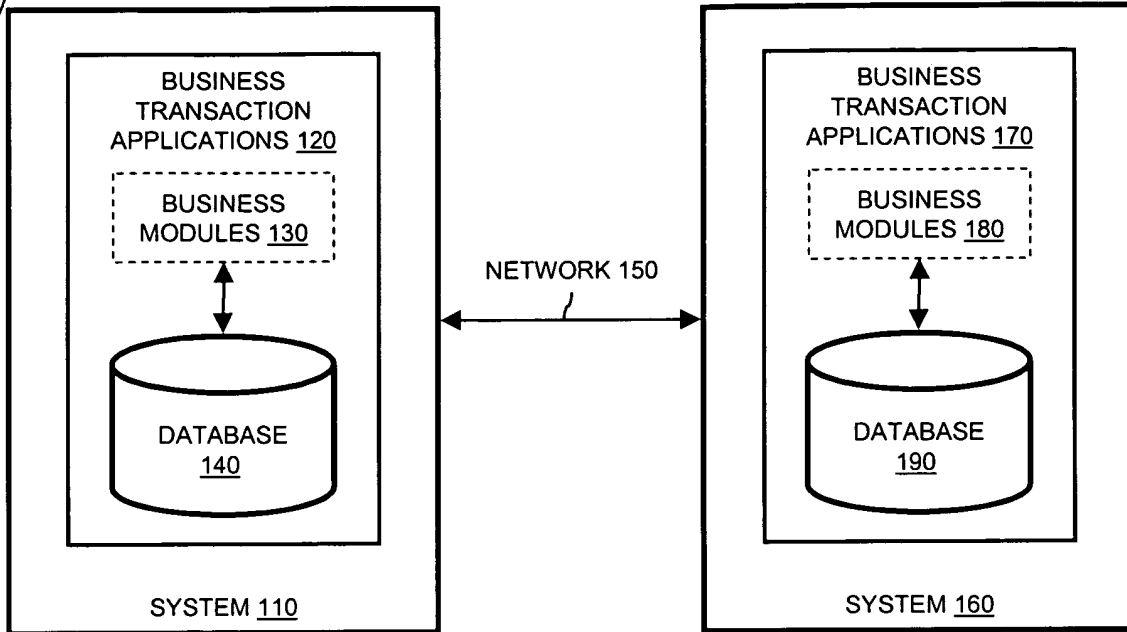 BUSINESS
TRANSACTION
APPLICATIONS 120
BUSINESS
MODULES 130
DATABASE
140
SYSTEM 110
NETWORK 150
BUSINESS
TRANSACTION
APPLICATIONS 170
BUSINESS
MODULES 180
DATABASE
190
SYSTEM 160